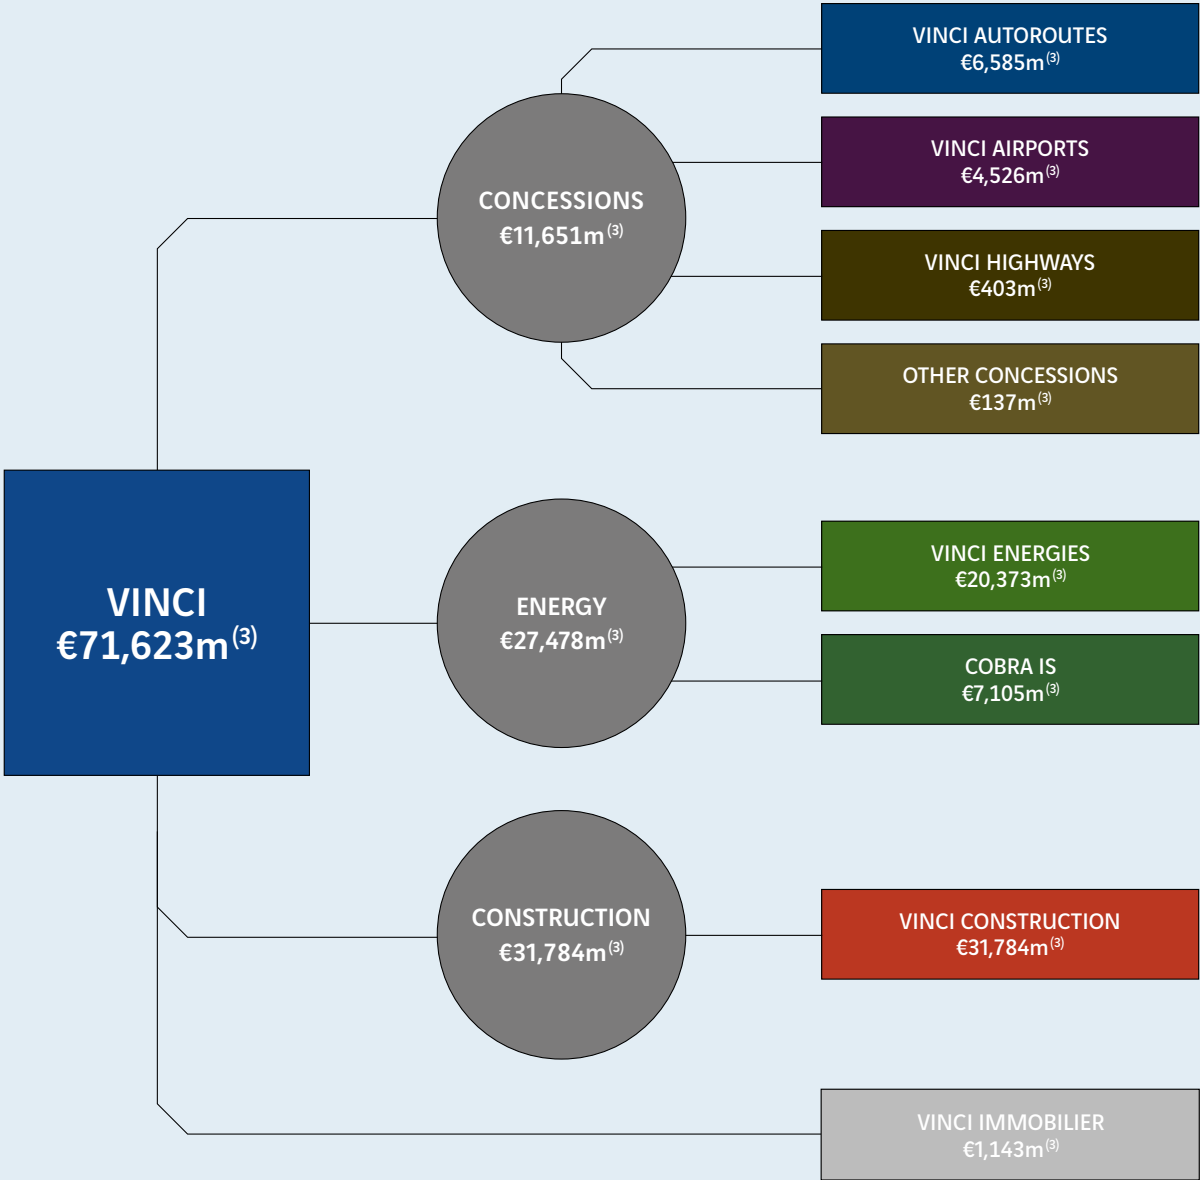 VINCI AUTOROUTES
€6,585m(3)
VINCI AIRPORTS
€4,526m(3)
CONCESSIONS
€11,651m(3)
VINCI HIGHWAYS
€403m(3)
OTHER CONCESSIONS
€137m(3)
VINCI
€71,623m(3)
ENERGY
€27,478m(3)
VINCI ENERGIES
€20,373m(3)
COBRA IS
€7,105m(3)
CONSTRUCTION
€31,784m(3)
VINCI CONSTRUCTION
€31,784m(3)
VINCI IMMOBILIER
€1,143m(3)